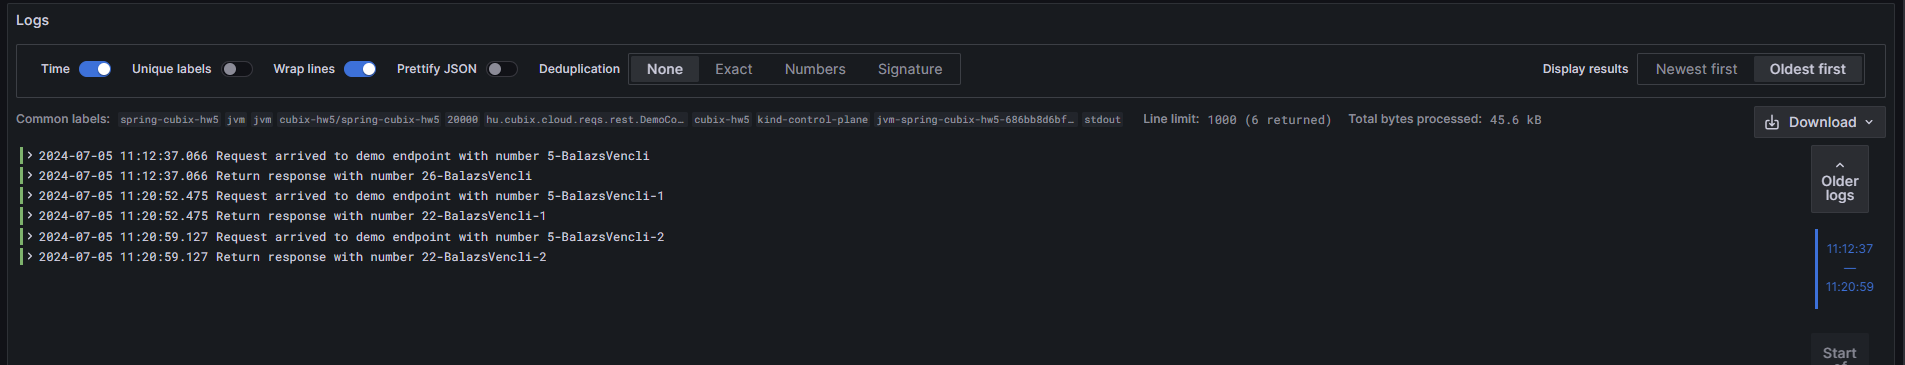 Logs
Time Unique labels Wrap lines Prettify JSON Deduplication None Exact Numbers Signature Display results Newest first Oldest first
Common labels: spring-cubix-hw5 jvm jvm cubix-hw5/spring-cubix-hw5 20000 hu.cubix.cloud.reqs.rest.DemoCo… cubix-hw5 kind-control-plane jvm-spring-cubix-hw5-686bb8d6bf… stdout Line limit: 1000 (6 returned) Total bytes processed: 45.6 kB Download
2024-07-05 11:12:37.066 Request arrived to demo endpoint with number 5-BalazsVencli
2024-07-05 11:12:37.066 Return response with number 26-BalazsVencli
2024-07-05 11:20:52.475 Request arrived to demo endpoint with number 5-BalazsVencli-1
2024-07-05 11:20:52.475 Return response with number 22-BalazsVencli-1
2024-07-05 11:20:59.127 Request arrived to demo endpoint with number 5-BalazsVencli-2
2024-07-05 11:20:59.127 Return response with number 22-BalazsVencli-2
Older
logs
11:12:37
—
11:20:59
Start
of